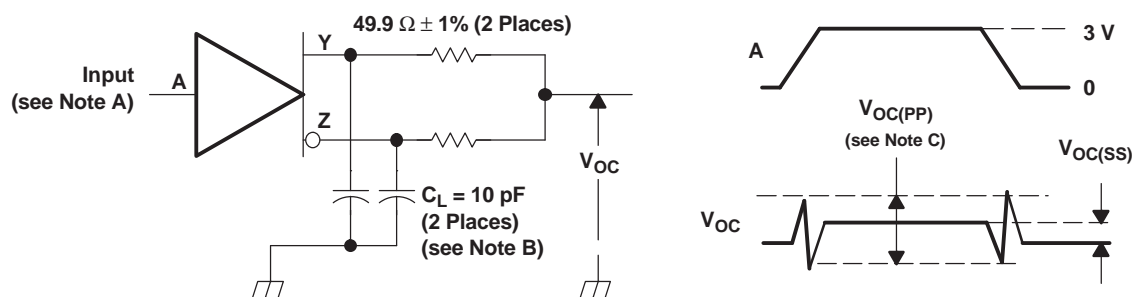 49.9 Ω ± 1% (2 Places)
Y
Input
(see Note A)
A
Z
V_OC
C_L = 10 pF
(2 Places)
(see Note B)
A
3 V
0
V_OC(PP)
(see Note C)
V_OC(SS)
V_OC